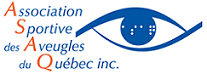 Association
Sportive
des Aveugles
du Québec inc.